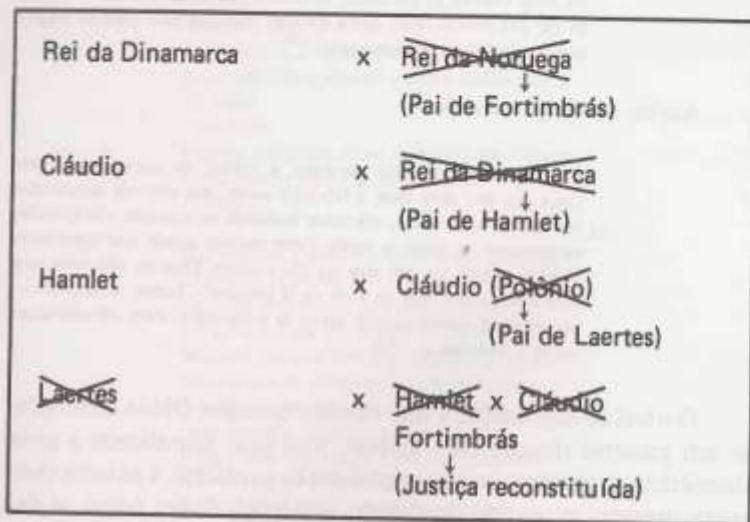 Rei da Dinamarca x Rei da Noruega
(Pai de Fortimbrás)
Cláudio x Rei da Dinamarca
(Pai de Hamlet)
Hamlet x Cláudio (Polônio)
(Pai de Laertes)
Laertes x Hamlet x Cláudio
Fortimbrás
(Justiça reconstituída)